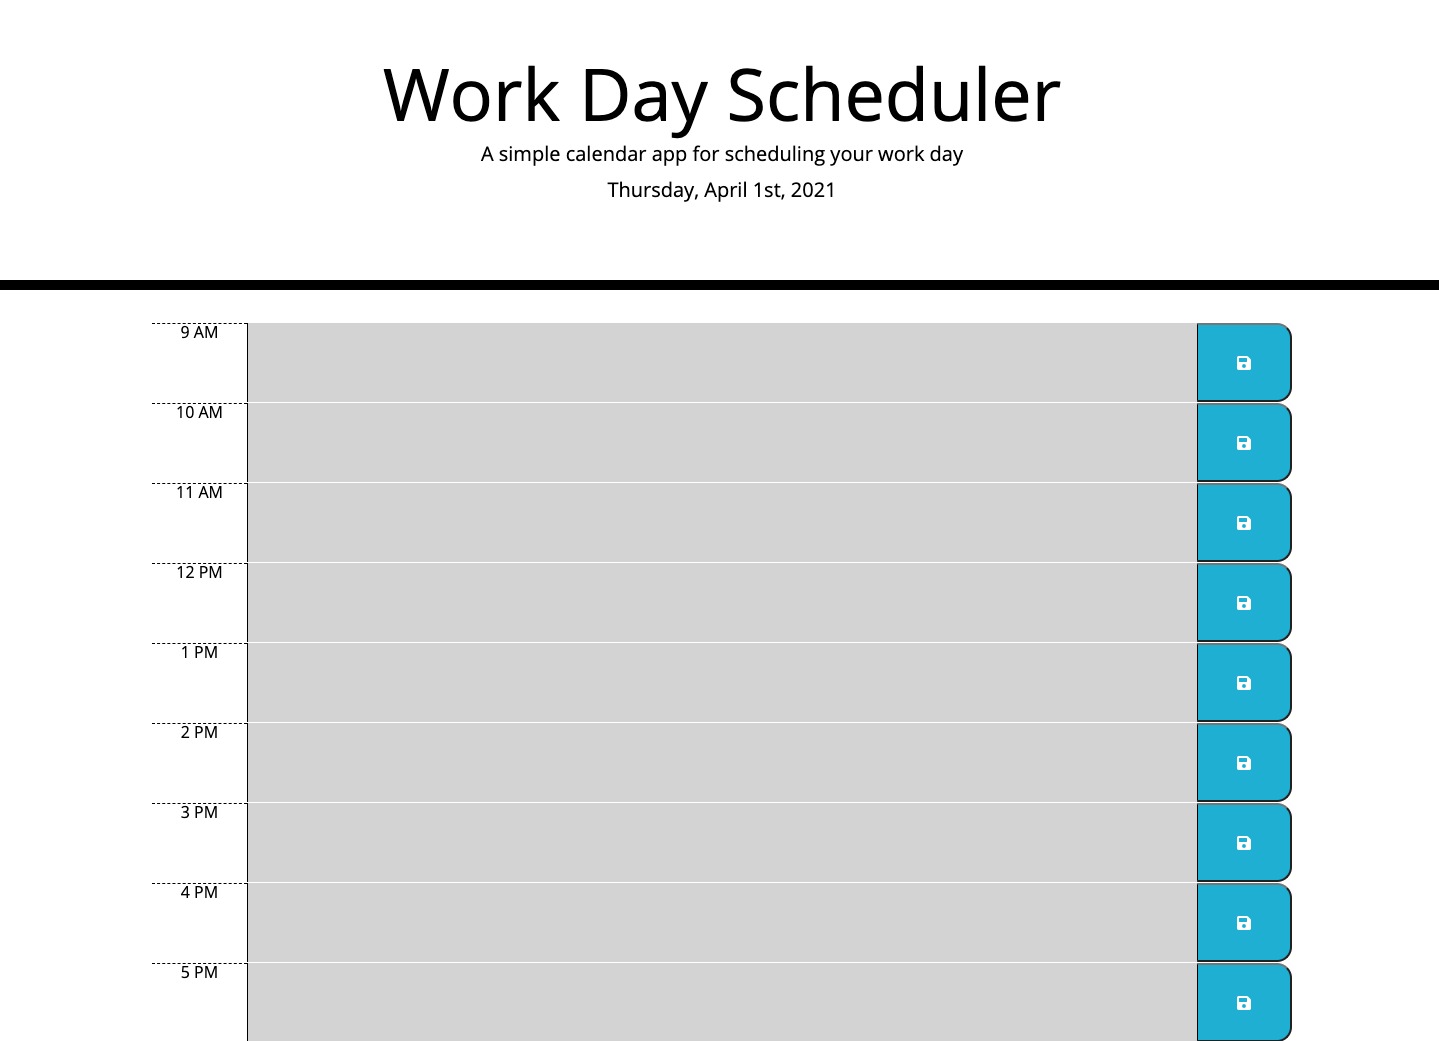 Work Day Scheduler
A simple calendar app for scheduling your work day
Thursday, April 1st, 2021
9 AM
10 AM
11 AM
12 PM
1 PM
2 PM
3 PM
4 PM
5 PM